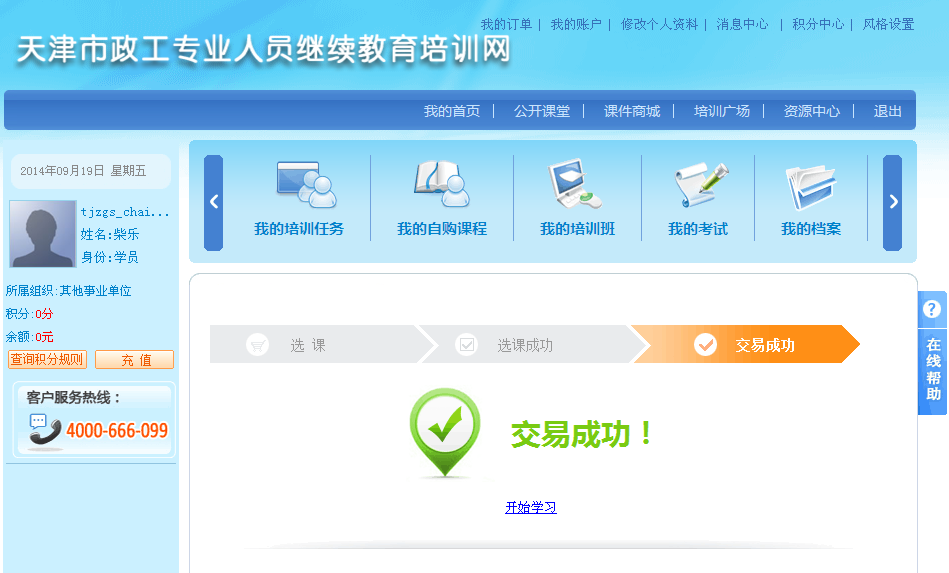 我的订单 | 我的账户 | 修改个人资料 | 消息中心 | 积分中心 | 风格设置
天津市政工专业人员继续教育培训网
我的首页 | 公开课堂 | 课件商城 | 培训广场 | 资源中心 | 退出
2014年09月19日 星期五
tjzgs_chai...
姓名:柴乐
身份:学员
所属组织:其他事业单位
积分:0分
余额:0元
查询积分规则 充 值
客户服务热线：
4000-666-099
我的培训任务 我的自购课程 我的培训班 我的考试 我的档案
选 课 选课成功 交易成功
交易成功！
开始学习
?
在线帮助